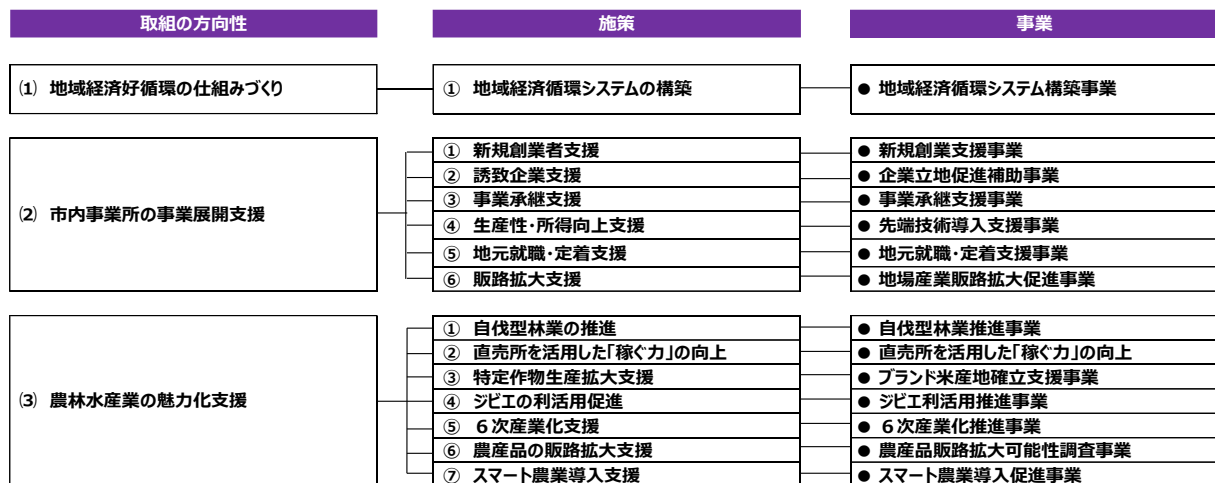 取組の方向性 施策 事業
⑴ 地域経済好循環の仕組みづくり ① 地域経済循環システムの構築 ● 地域経済循環システム構築事業
① 新規創業者支援 ● 新規創業支援事業
② 誘致企業支援 ● 企業立地促進補助事業
③ 事業承継支援 ● 事業承継支援事業
⑵ 市内事業所の事業展開支援 ④ 生産性・所得向上支援 ● 先端技術導入支援事業
⑤ 地元就職・定着支援 ● 地元就職・定着支援事業
⑥ 販路拡大支援 ● 地場産業販路拡大促進事業
① 自伐型林業の推進 ● 自伐型林業推進事業
② 直売所を活用した「稼ぐ力」の向上 ● 直売所を活用した「稼ぐ力」の向上
③ 特定作物生産拡大支援 ● ブランド米産地確立支援事業
⑶ 農林水産業の魅力化支援 ④ ジビエの利活用促進 ● ジビエ利活用推進事業
⑤ ６次産業化支援 ● ６次産業化推進事業
⑥ 農産品の販路拡大支援 ● 農産品販路拡大可能性調査事業
⑦ スマート農業導入支援 ● スマート農業導入促進事業